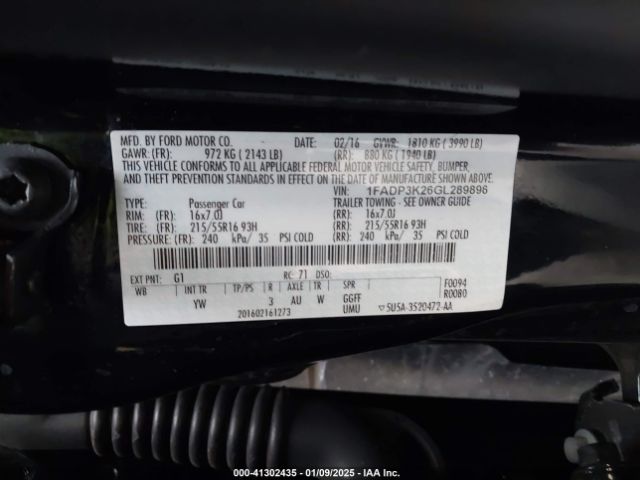 MFD. BY FORD MOTOR CO. DATE: 02/16 GVWR: 1810 KG (3990 LB)
GAWR: (FR): 972 KG (2143 LB) (RR): 880 KG (1940 LB)
THIS VEHICLE CONFORMS TO ALL APPLICABLE FEDERAL MOTOR VEHICLE SAFETY, BUMPER,
AND THEFT PREVENTION STANDARDS IN EFFECT ON THE DATE OF MANUFACTURE SHOWN ABOVE.
VIN: 1FADP3K26GL289896
TYPE: Passenger Car TRAILER TOWING - SEE OWNER GUIDE
RIM: (FR) 16x7.0J (RR): 16x7.0J
TIRE: (FR) 215/55R16 93H (RR): 215/55R16 93H
PRESSURE: (FR) 240 kPa/ 35 PSI COLD (RR): 240 kPa/ 35 PSI COLD
EXT PNT: G1 RC: 71 DSO: F0094
WB INT TR TP/PS R AXLE TR SPR R0080
YW 3 AU W GGFF
201602161273 UMU ▽5U5A-3520472-AA
000-41302435 - 01/09/2025 - IAA Inc.